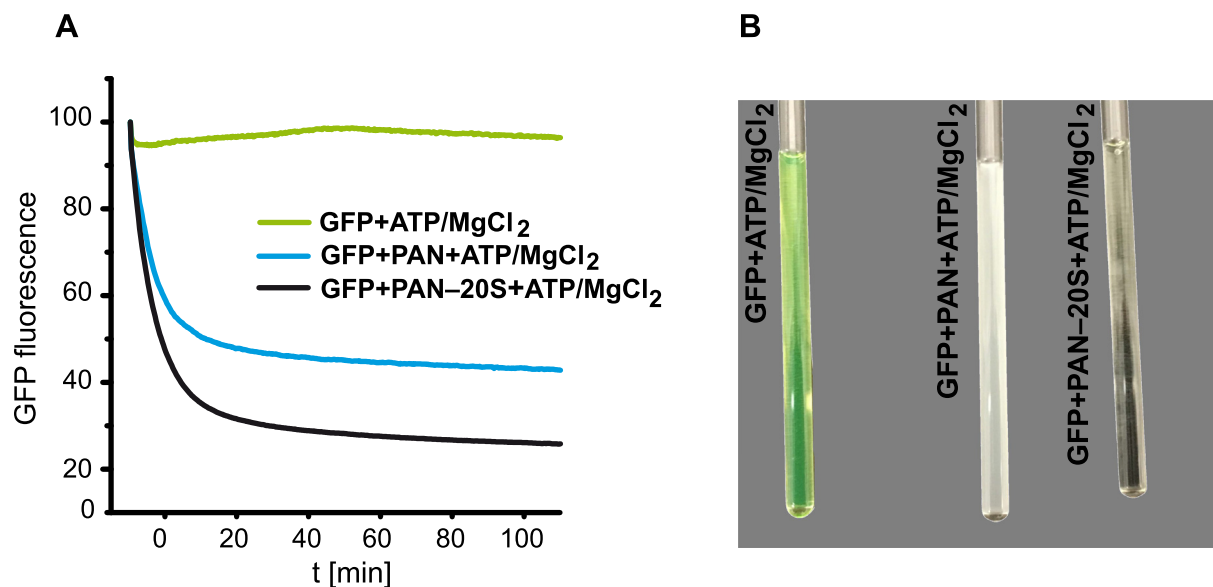 A
B
GFP fluorescence
100
80
60
40
20
0
GFP+ATP/MgCl2
GFP+PAN+ATP/MgCl2
GFP+PAN–20S+ATP/MgCl2
0 20 40 60 80 100
t [min]
GFP+ATP/MgCl2
GFP+PAN+ATP/MgCl2
GFP+PAN–20S+ATP/MgCl2